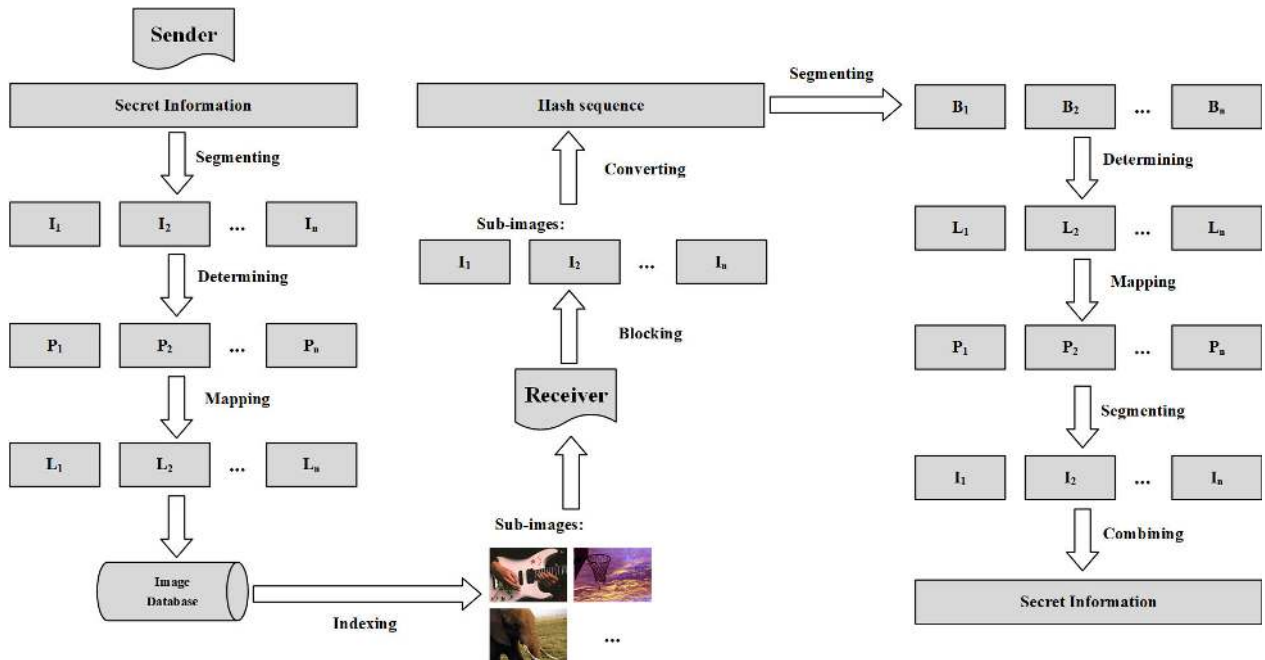 Sender
Secret Information
Segmenting
I₁ I₂ ... Iₙ
Determining
P₁ P₂ ... Pₙ
Mapping
L₁ L₂ ... Lₙ
Image
Database
Indexing
Sub-images:
...
Receiver
Blocking
Sub-images:
I₁ I₂ ... Iₙ
Converting
Hash sequence
Segmenting
B₁ B₂ ... Bₙ
Determining
L₁ L₂ ... Lₙ
Mapping
P₁ P₂ ... Pₙ
Segmenting
I₁ I₂ ... Iₙ
Combining
Secret Information